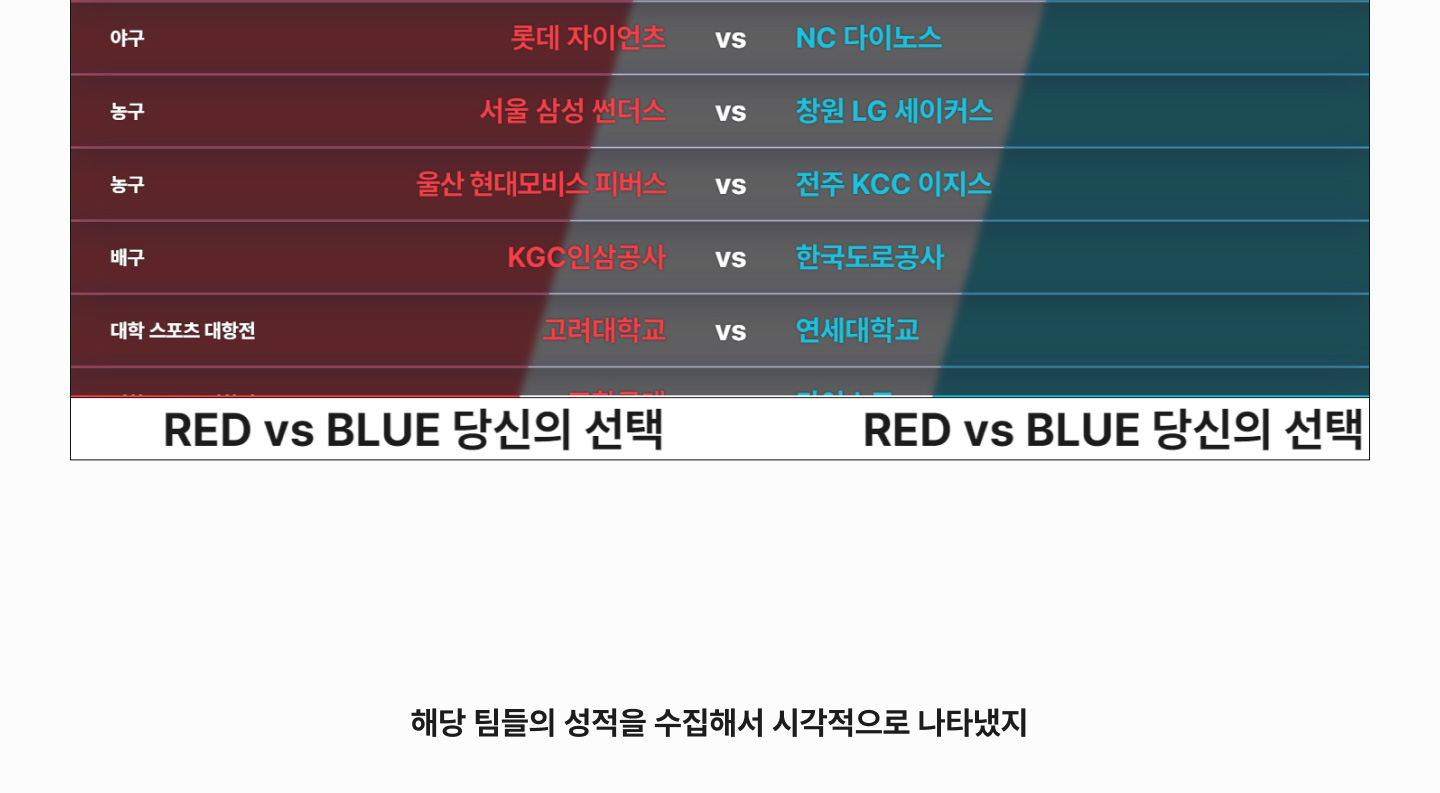 야구 롯데 자이언츠 vs NC 다이노스
농구 서울 삼성 썬더스 vs 창원 LG 세이커스
농구 울산 현대모비스 피버스 vs 전주 KCC 이지스
배구 KGC인삼공사 vs 한국도로공사
대학 스포츠 대항전 고려대학교 vs 연세대학교
RED vs BLUE 당신의 선택 RED vs BLUE 당신의 선택
해당 팀들의 성적을 수집해서 시각적으로 나타냈지